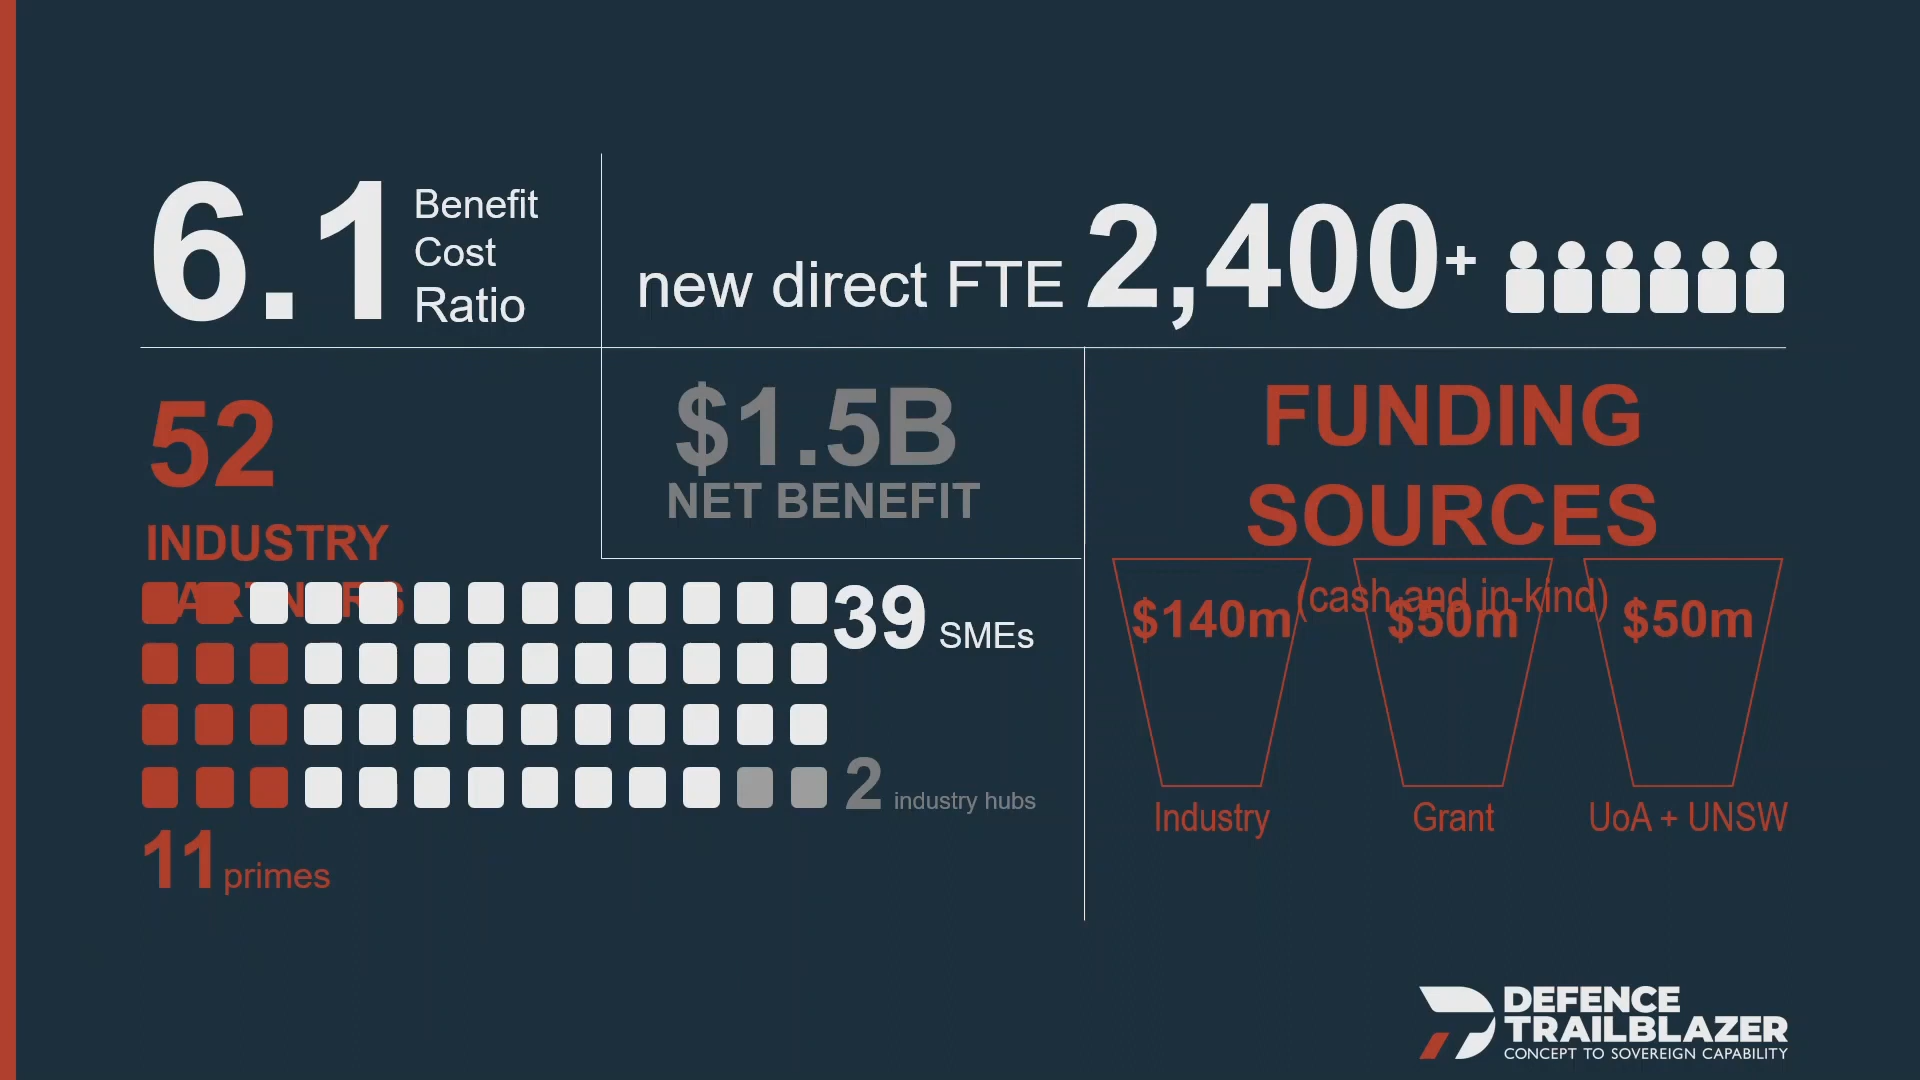 6.1
Benefit
Cost
Ratio
new direct FTE 2,400+
52
INDUSTRY
PARTNERS
$1.5B
NET BENEFIT
FUNDING
SOURCES
(cash and in-kind)
39 SMEs
2 industry hubs
11 primes
$140m
$50m
$50m
Industry
Grant
UoA + UNSW
DEFENCE
TRAILBLAZER
CONCEPT TO SOVEREIGN CAPABILITY